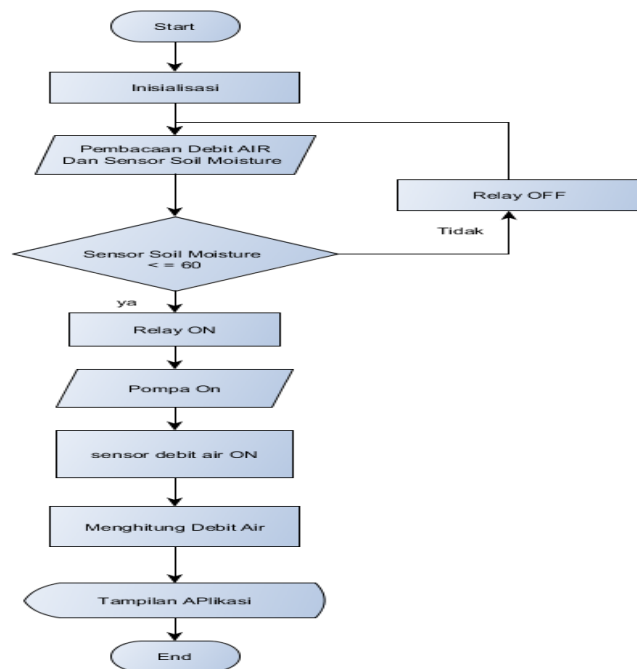 Start
Inisialisasi
Pembacaan Debit AIR
Dan Sensor Soil Moisture
Relay OFF
Tidak
Sensor Soil Moisture
< = 60
ya
Relay ON
Pompa On
sensor debit air ON
Menghitung Debit Air
Tampilan APlikasi
End